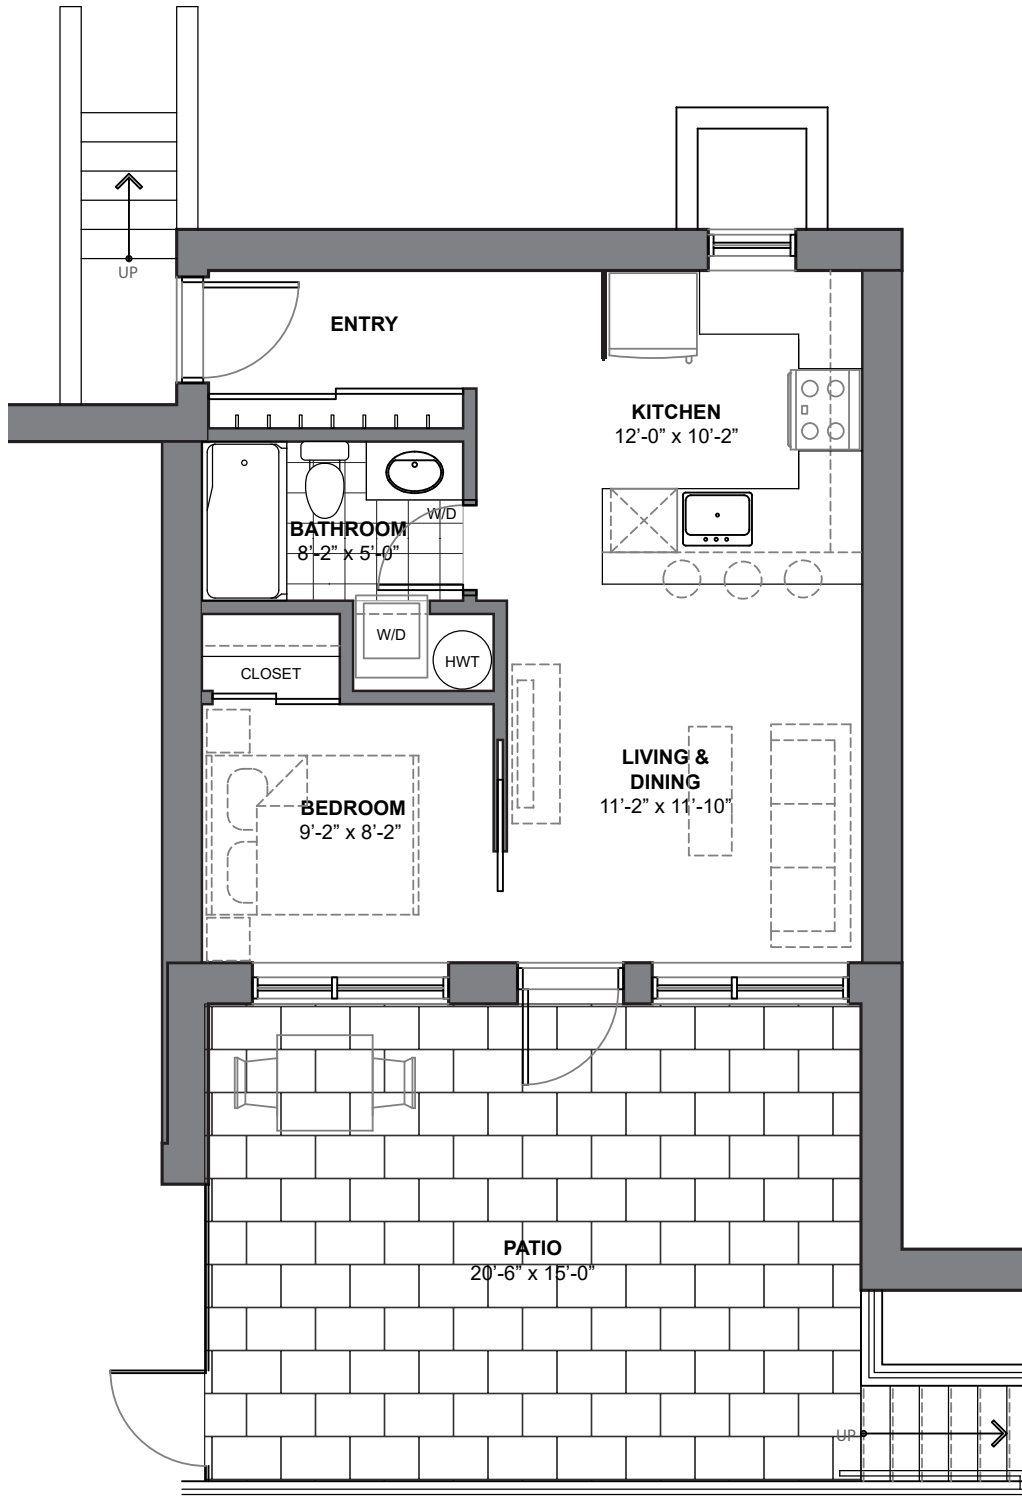 UP
ENTRY
KITCHEN
12’-0” x 10’-2”
W/D
BATHROOM
8’-2” x 5’-0”
W/D
HWT
CLOSET
LIVING &
DINING
11’-2” x 11’-10”
BEDROOM
9’-2” x 8’-2”
PATIO
20’-6” x 15’-0”
UP